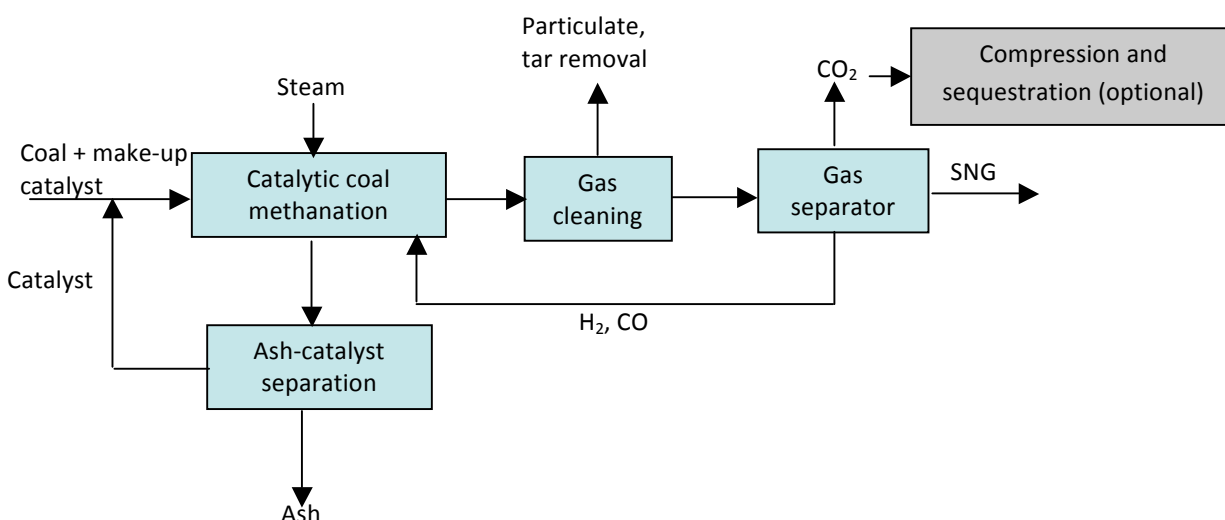 Particulate,
tar removal
CO₂
Compression and
sequestration (optional)
Steam
Coal + make-up
catalyst
Catalytic coal
methanation
Gas
cleaning
Gas
separator
SNG
Catalyst
H₂, CO
Ash-catalyst
separation
Ash